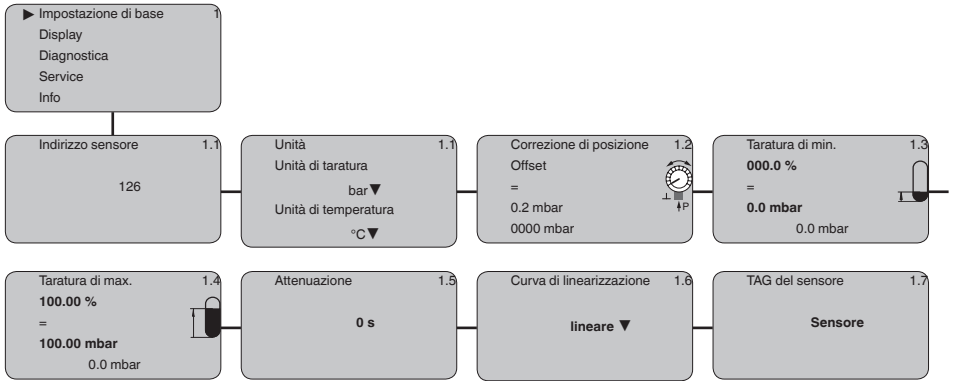 ▶ Impostazione di base 1
Display
Diagnostica
Service
Info
Indirizzo sensore 1.1
126
Unità 1.1
Unità di taratura
bar▼
Unità di temperatura
°C▼
Correzione di posizione 1.2
Offset
=
P
0.2 mbar
0000 mbar
Taratura di min. 1.3
000.0 %
=
0.0 mbar
0.0 mbar
Taratura di max. 1.4
100.00 %
=
100.00 mbar
0.0 mbar
Attenuazione 1.5
0 s
Curva di linearizzazione 1.6
lineare ▼
TAG del sensore 1.7
Sensore